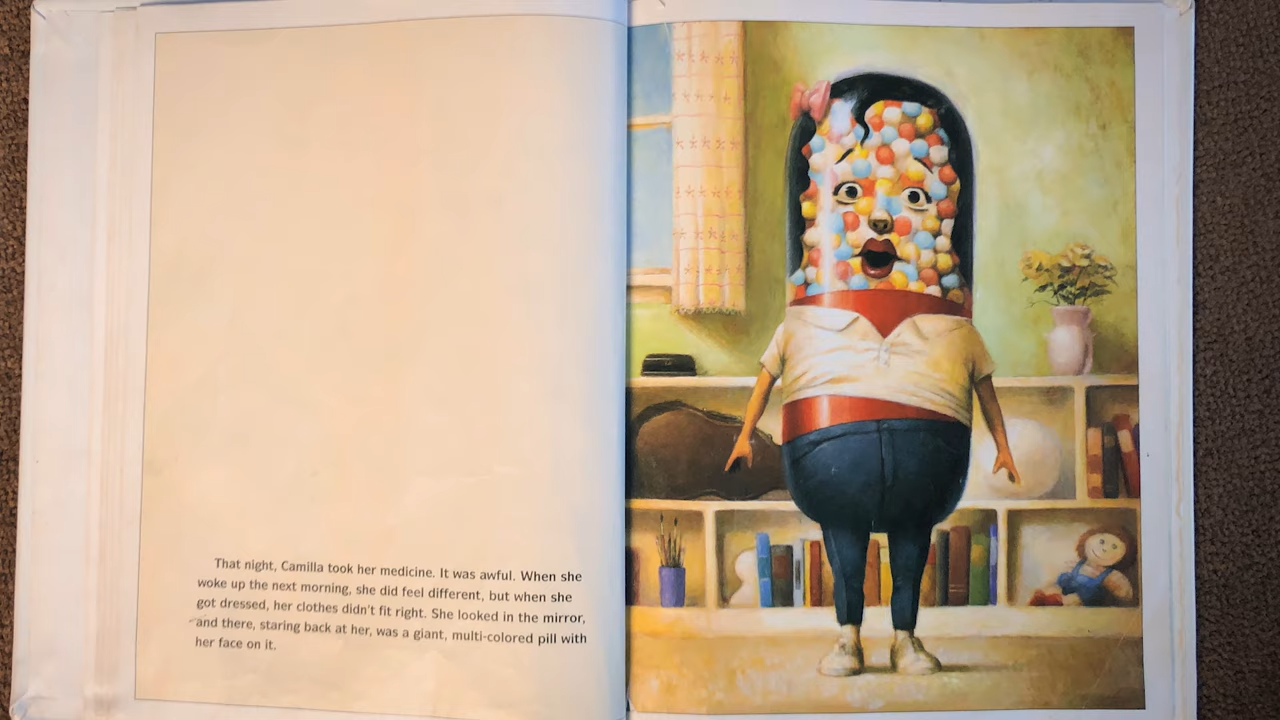 That night, Camilla took her medicine. It was awful. When she
woke up the next morning, she did feel different, but when she
got dressed, her clothes didn't fit right. She looked in the mirror,
and there, staring back at her, was a giant, multi-colored pill with
her face on it.